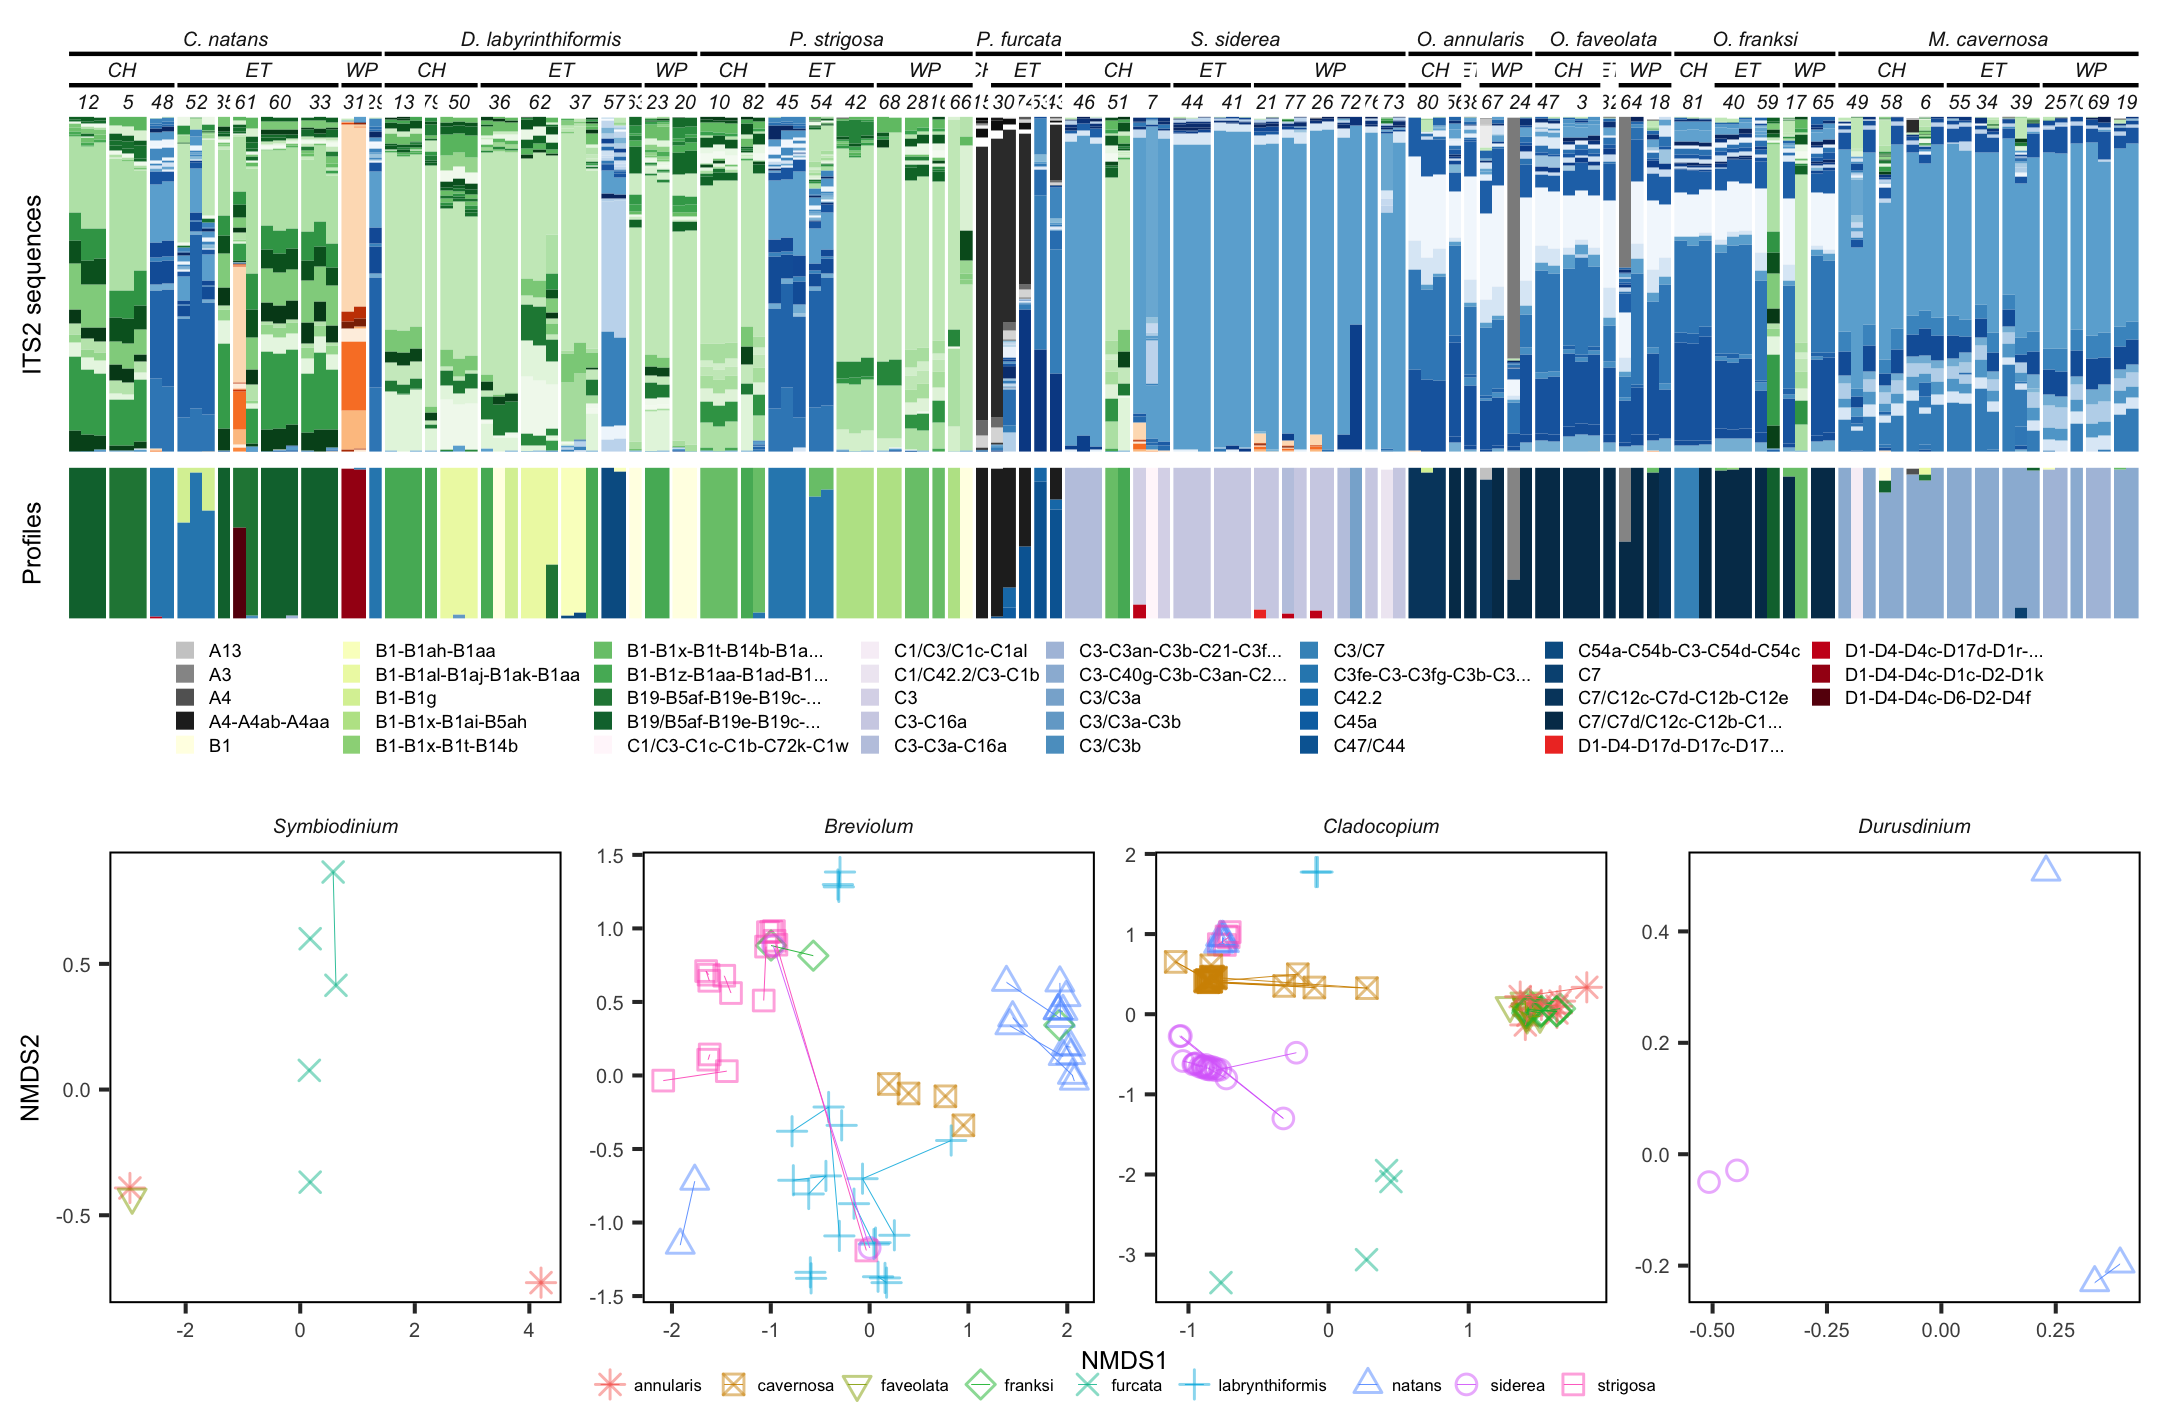 C. natans D. labyrinthiformis P. strigosa P. furcata S. siderea O. annularis O. faveolata O. franksi M. cavernosa
CH ET WP CH ET WP CH ET WP ET CH ET WP CH WP CH WP CH ET WP CH ET WP
12 5 48 52 61 60 33 31 13 50 36 62 37 57 23 20 10 82 45 54 42 68 28 16 66 30 46 51 7 44 41 21 77 26 72 73 80 67 24 47 3 64 18 81 40 59 17 65 49 58 6 55 34 39 25 69 19
ITS2 sequences
Profiles
A13 B1-B1ah-B1aa B1-B1x-B1t-B14b-B1a... C1/C3/C1c-C1al C3-C3an-C3b-C21-C3f... C3/C7 C54a-C54b-C3-C54d-C54c D1-D4-D4c-D17d-D1r-...
A3 B1-B1al-B1aj-B1ak-B1aa B1-B1z-B1aa-B1ad-B1... C1/C42.2/C3-C1b C3-C40g-C3b-C3an-C2... C3fe-C3-C3fg-C3b-C3... C7 D1-D4-D4c-D1c-D2-D1k
A4 B1-B1g B19-B5af-B19e-B19c-... C3 C3/C3a C42.2 C7/C12c-C7d-C12b-C12e D1-D4-D4c-D6-D2-D4f
A4-A4ab-A4aa B1-B1x-B1ai-B5ah B19/B5af-B19e-B19c-... C3-C16a C3/C3a-C3b C45a C7/C7d/C12c-C12b-C1...
B1 B1-B1x-B1t-B14b C1/C3-C1c-C1b-C72k-C1w C3-C3a-C16a C3/C3b C47/C44 D1-D4-D17d-D17c-D17...
Symbiodinium Breviolum Cladocopium Durusdinium
NMDS2
0.5
0.0
-0.5
-2 0 2 4
1.5
1.0
0.5
0.0
-0.5
-1.0
-1.5
-2 -1 0 1 2
2
1
0
-1
-2
-3
-1 0 1
0.4
0.2
0.0
-0.2
-0.50 -0.25 0.00 0.25
NMDS1
annularis cavernosa faveolata franksi furcata labrynthiformis natans siderea strigosa